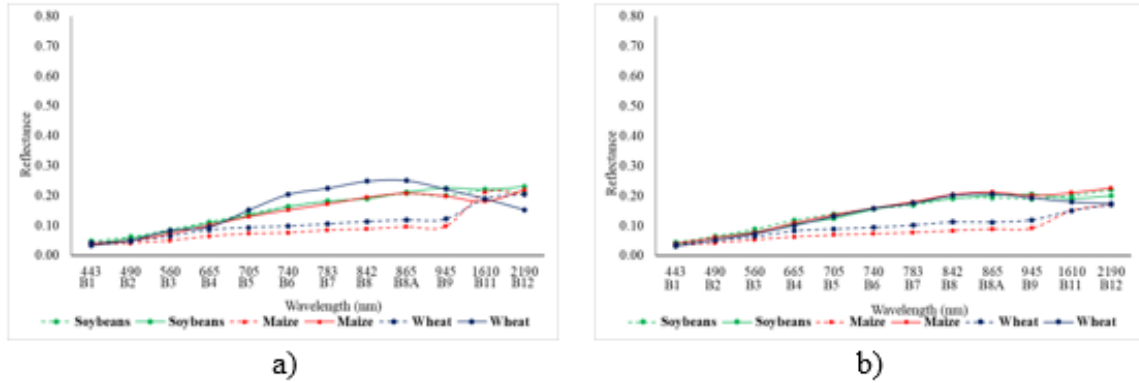 0.80
0.70
0.60
0.50
0.40
0.30
0.20
0.10
0.00
Reflectance
443 490 560 665 705 740 783 842 865 945 1610 2190
B1 B2 B3 B4 B5 B6 B7 B8 B8A B9 B11 B12
Wavelength (nm)
Soybeans Soybeans Maize Maize Wheat Wheat
a)
0.80
0.70
0.60
0.50
0.40
0.30
0.20
0.10
0.00
Reflectance
443 490 560 665 705 740 783 842 865 945 1610 2190
B1 B2 B3 B4 B5 B6 B7 B8 B8A B9 B11 B12
Wavelength (nm)
Soybeans Soybeans Maize Maize Wheat Wheat
b)